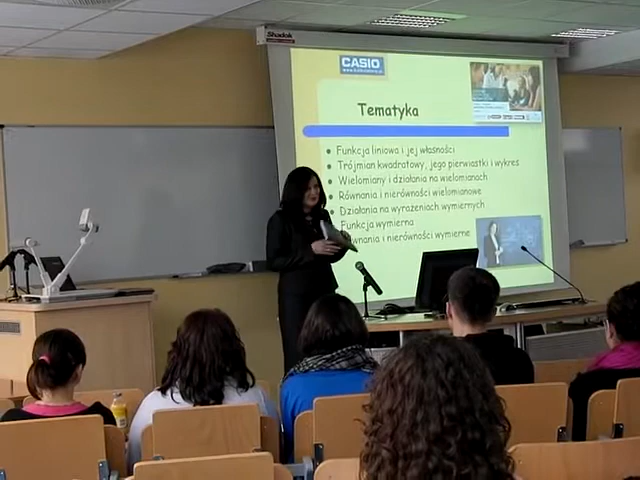 Shadok
CASIO
Tematyka
• Funkcja liniowa i jej własności
• Trójmian kwadratowy, jego pierwiastki i wykres
• Wielomiany i działania na wielomianach
• Równania i nierówności wielomianowe
• Działania na wyrażeniach wymiernych
Funkcja wymierna
wnania i nierówności wymierne